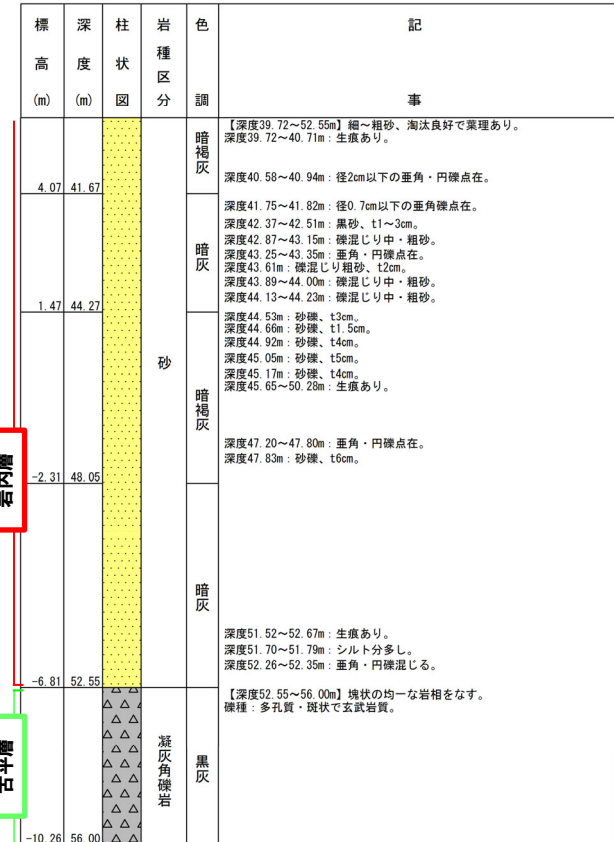 標高(m) 深度(m) 柱状図 岩種区分 色調 記事
【深度39.72～52.55m】細～粗砂、淘汰良好で葉理あり。
深度39.72～40.71m：生痕あり。
暗褐灰
深度40.58～40.94m：径2cm以下の亜角・円礫点在。
4.07 41.67
深度41.75～41.82m：径0.7cm以下の亜角礫点在。
深度42.37～42.51m：黒砂、t1～3cm。
深度42.87～43.15m：礫混じり中・粗砂。
暗灰
深度43.25～43.35m：亜角・円礫点在。
深度43.61m：礫混じり粗砂、t2cm。
深度43.89～44.00m：礫混じり中・粗砂。
深度44.13～44.23m：礫混じり中・粗砂。
1.47 44.27
深度44.53m：砂礫、t3cm。
深度44.66m：砂礫、t1.5cm。
深度44.92m：砂礫、t4cm。
深度45.05m：砂礫、t5cm。
砂
深度45.17m：砂礫、t4cm。
深度45.65～50.28m：生痕あり。
暗褐灰
深度47.20～47.80m：亜角・円礫点在。
深度47.83m：砂礫、t6cm。
岩内層
-2.31 48.05
暗灰
深度51.52～52.67m：生痕あり。
深度51.70～51.79m：シルト分多し。
深度52.26～52.35m：亜角・円礫混じる。
-6.81 52.55
【深度52.55～56.00m】塊状の均一な岩相をなす。
礫種：多孔質・斑状で玄武岩質。
古平層
凝灰角礫岩
黒灰
-10.26 56.00